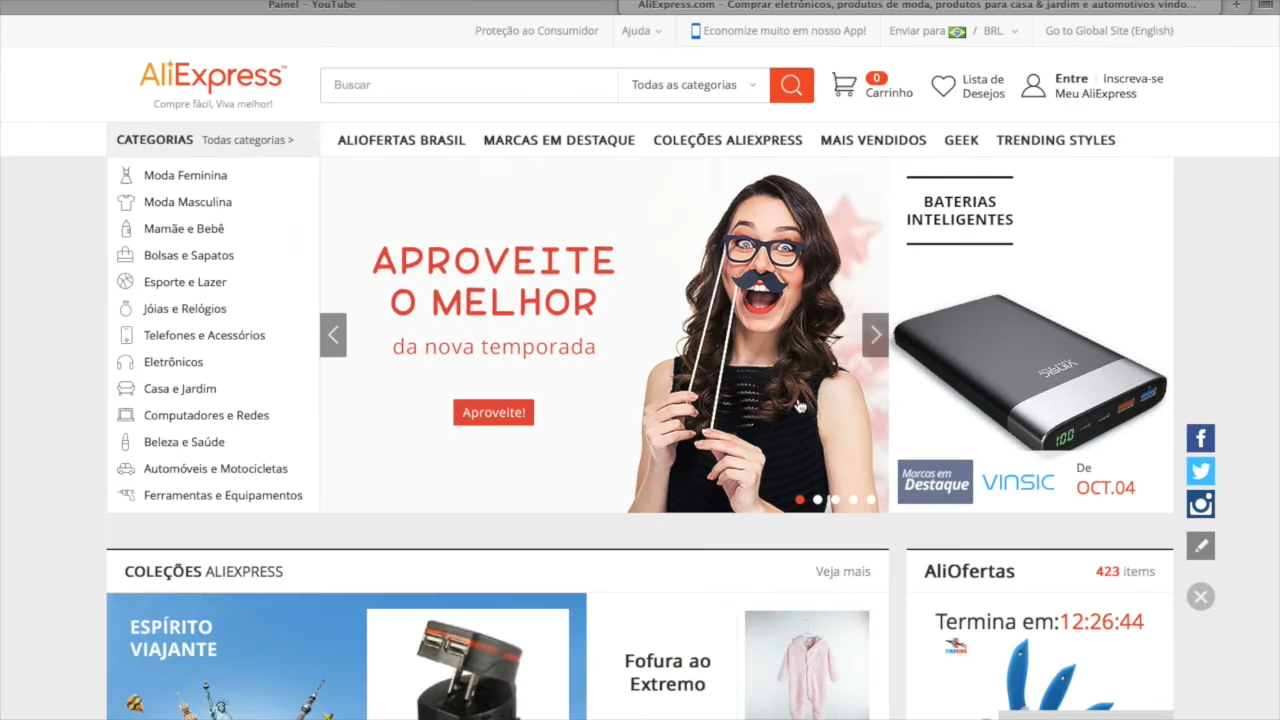 Painel – YouTube
AliExpress.com – Comprar eletrônicos, produtos de moda, produtos para casa & jardim e automotivos vindo...
Proteção ao Consumidor
Ajuda
Economize muito em nosso App!
Enviar para / BRL
Go to Global Site (English)
AliExpress™
Compre fácil, Viva melhor!
Buscar
Todas as categorias
0
Carrinho
Lista de
Desejos
Entre | Inscreva-se
Meu AliExpress
CATEGORIAS Todas categorias >
ALIOFERTAS BRASIL
MARCAS EM DESTAQUE
COLEÇÕES ALIEXPRESS
MAIS VENDIDOS
GEEK
TRENDING STYLES
Moda Feminina
Moda Masculina
Mamãe e Bebê
Bolsas e Sapatos
Esporte e Lazer
Jóias e Relógios
Telefones e Acessórios
Eletrônicos
Casa e Jardim
Computadores e Redes
Beleza e Saúde
Automóveis e Motocicletas
Ferramentas e Equipamentos
APROVEITE
O MELHOR
da nova temporada
Aproveite!
BATERIAS
INTELIGENTES
VINSIC
100
Marcas em
Destaque
VINSIC
De
OCT.04
COLEÇÕES ALIEXPRESS
Veja mais
ESPÍRITO
VIAJANTE
Fofura ao
Extremo
AliOfertas
423 items
Termina em:12:26:44